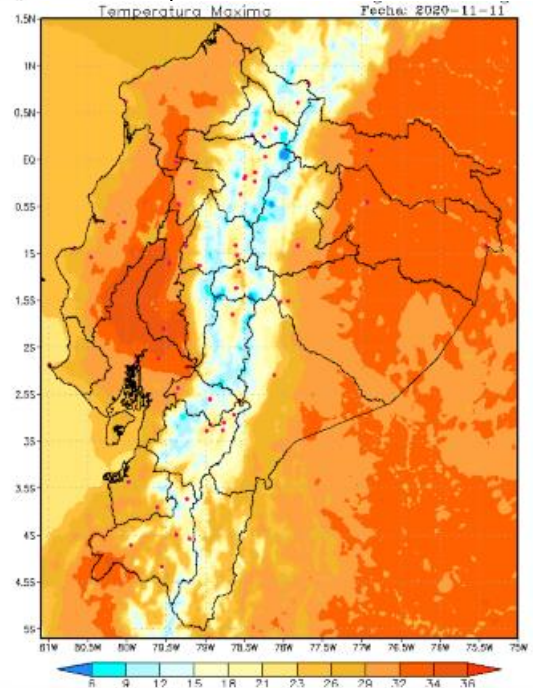 Temperatura Maxima
Fecha: 2020-11-11
1.5N
1N
0.5N
EQ
0.5S
1S
1.5S
2S
2.5S
3S
3.5S
4S
4.5S
5S
81W 80.5W 80W 79.5W 79W 78.5W 78W 77.5W 77W 76.5W 76W 75.5W 75W
6 9 12 15 18 21 23 26 29 32 34 36